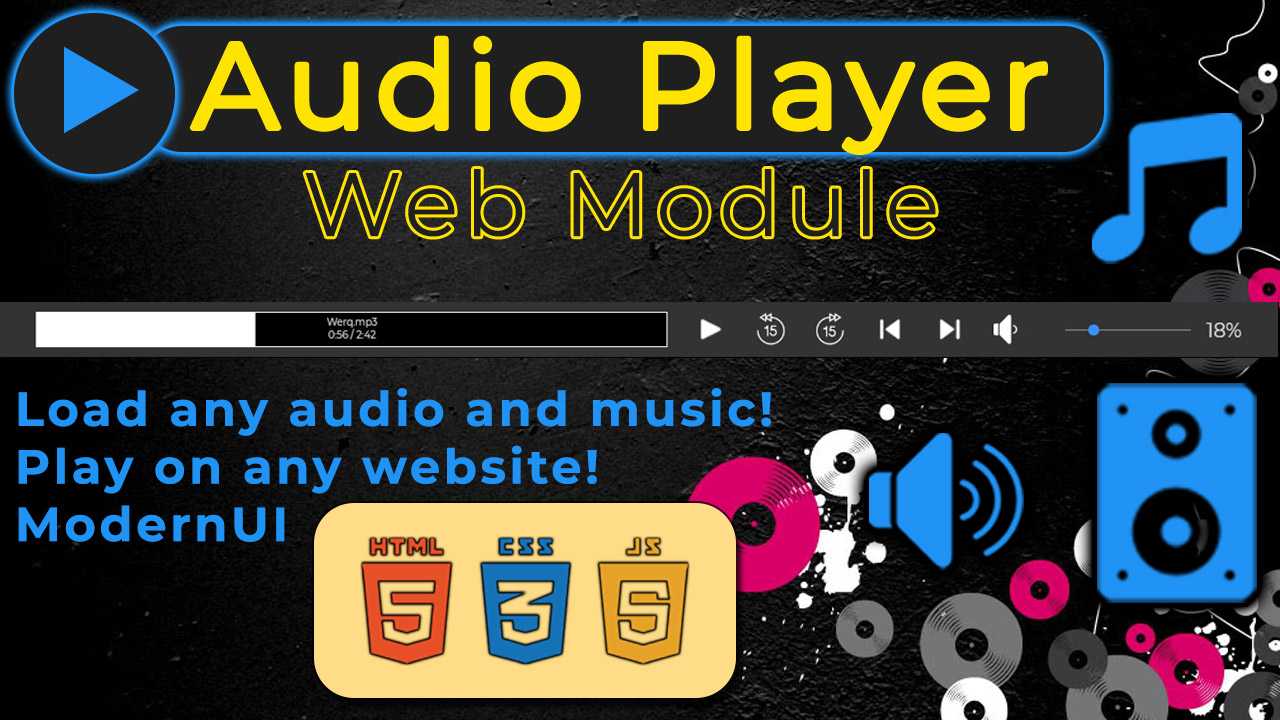 Audio Player
Web Module
Werq.mp3
0:56 / 2:42
15
15
18%
Load any audio and music!
Play on any website!
ModernUI
HTML CSS JS
5 3 S